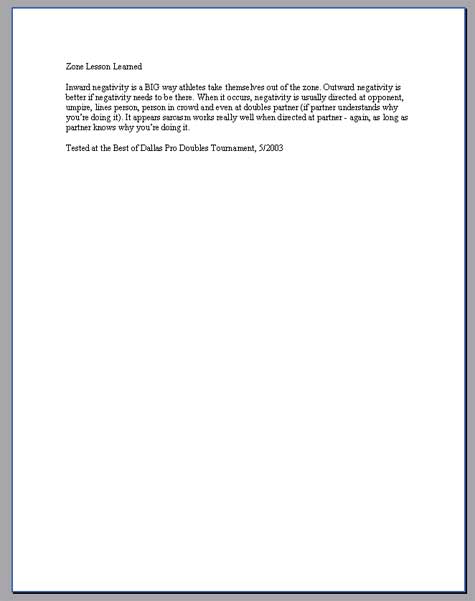 Zone Lesson Learned
Inward negativity is a BIG way athletes take themselves out of the zone. Outward negativity is
better if negativity needs to be there. When it occurs, negativity is usually directed at opponent,
umpire, lines person, person in crowd and even at doubles partner (if partner understands why
you're doing it). It appears sarcasm works really well when directed at partner - again, as long as
partner knows why you're doing it.
Tested at the Best of Dallas Pro Doubles Tournament, 5/2003